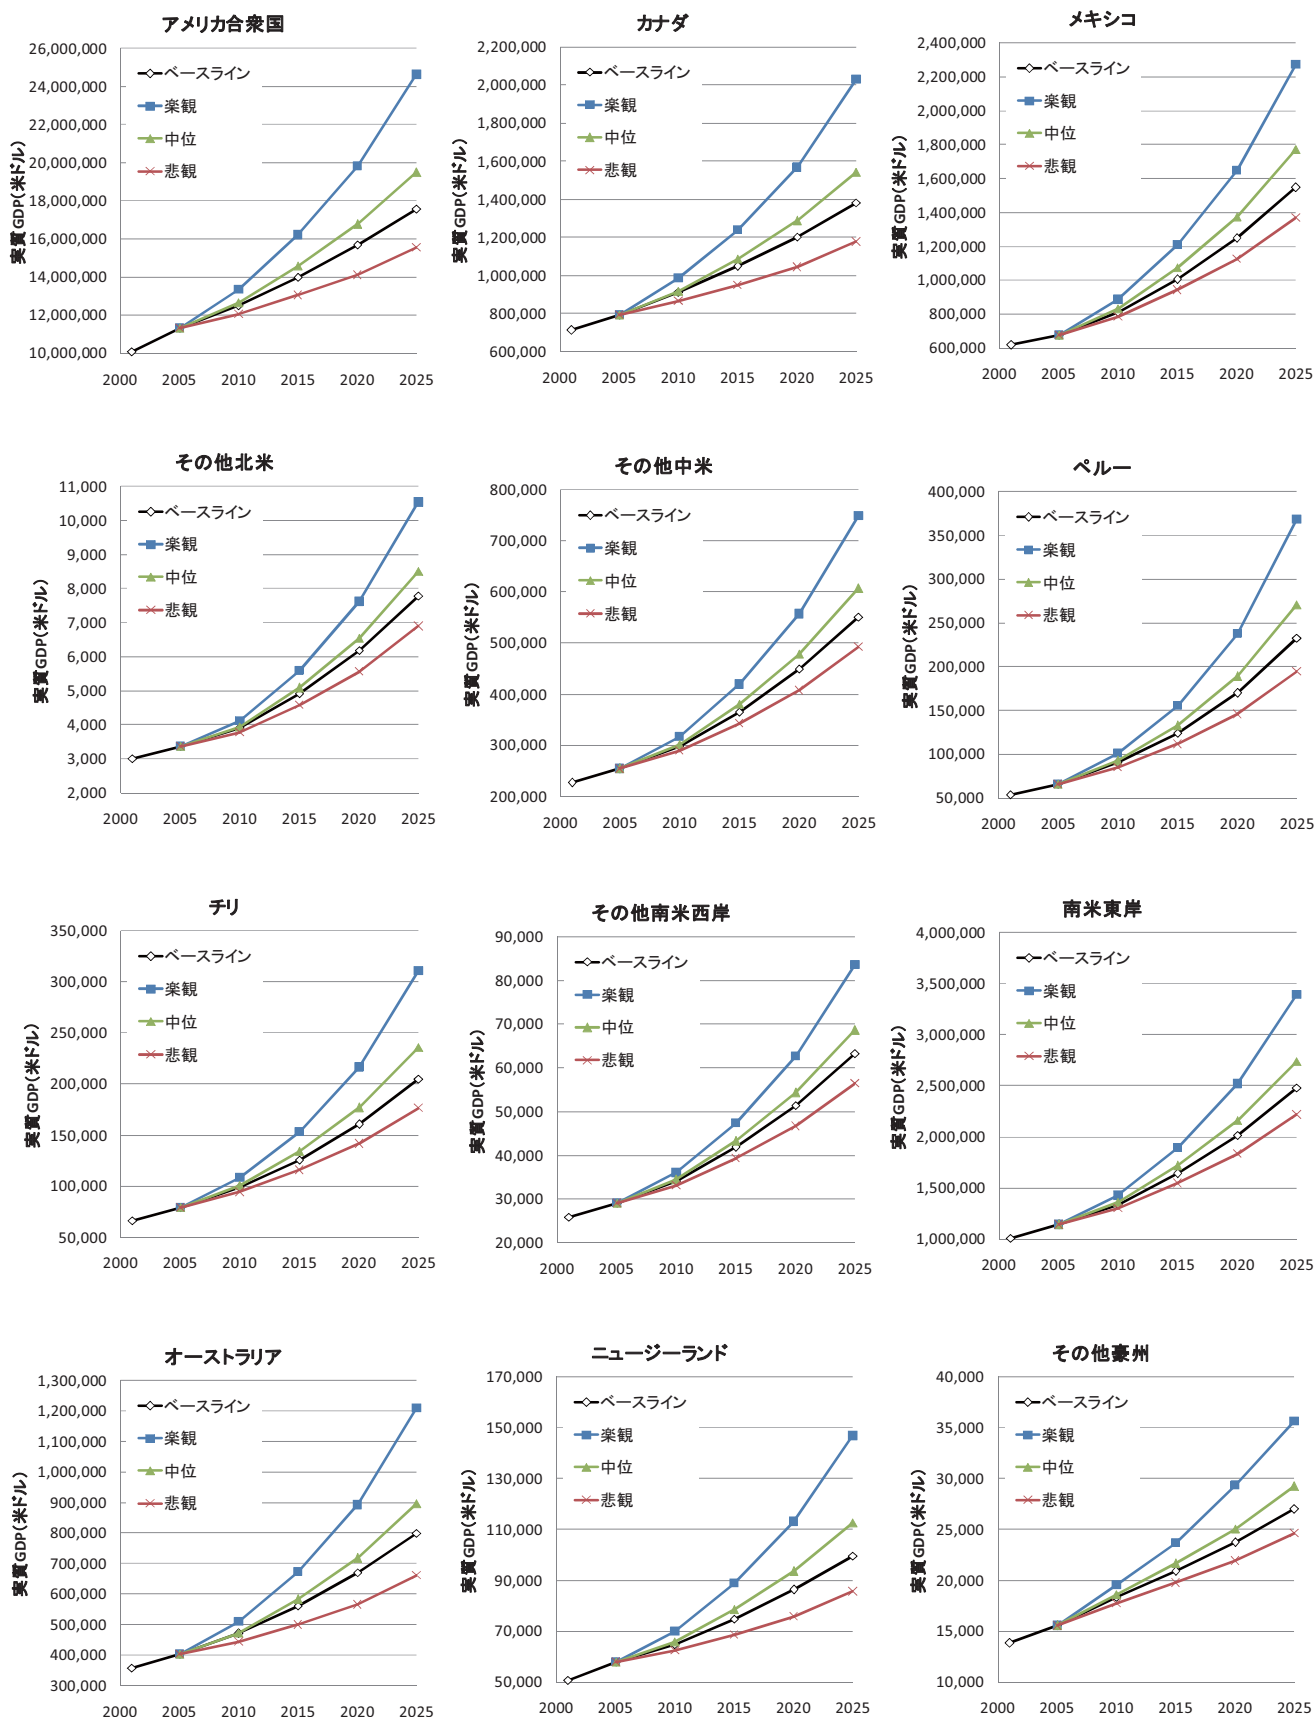 アメリカ合衆国
実質GDP(米ドル)
26,000,000
24,000,000
22,000,000
20,000,000
18,000,000
16,000,000
14,000,000
12,000,000
10,000,000
ベースライン
楽観
中位
悲観
2000 2005 2010 2015 2020 2025
カナダ
実質GDP(米ドル)
2,200,000
2,000,000
1,800,000
1,600,000
1,400,000
1,200,000
1,000,000
800,000
600,000
ベースライン
楽観
中位
悲観
2000 2005 2010 2015 2020 2025
メキシコ
実質GDP(米ドル)
2,400,000
2,200,000
2,000,000
1,800,000
1,600,000
1,400,000
1,200,000
1,000,000
800,000
600,000
ベースライン
楽観
中位
悲観
2000 2005 2010 2015 2020 2025
その他北米
実質GDP(米ドル)
11,000
10,000
9,000
8,000
7,000
6,000
5,000
4,000
3,000
2,000
ベースライン
楽観
中位
悲観
2000 2005 2010 2015 2020 2025
その他中米
実質GDP(米ドル)
800,000
700,000
600,000
500,000
400,000
300,000
200,000
ベースライン
楽観
中位
悲観
2000 2005 2010 2015 2020 2025
ペルー
実質GDP(米ドル)
400,000
350,000
300,000
250,000
200,000
150,000
100,000
50,000
ベースライン
楽観
中位
悲観
2000 2005 2010 2015 2020 2025
チリ
実質GDP(米ドル)
350,000
300,000
250,000
200,000
150,000
100,000
50,000
ベースライン
楽観
中位
悲観
2000 2005 2010 2015 2020 2025
その他南米西岸
実質GDP(米ドル)
90,000
80,000
70,000
60,000
50,000
40,000
30,000
20,000
ベースライン
楽観
中位
悲観
2000 2005 2010 2015 2020 2025
南米東岸
実質GDP(米ドル)
4,000,000
3,500,000
3,000,000
2,500,000
2,000,000
1,500,000
1,000,000
ベースライン
楽観
中位
悲観
2000 2005 2010 2015 2020 2025
オーストラリア
実質GDP(米ドル)
1,300,000
1,200,000
1,100,000
1,000,000
900,000
800,000
700,000
600,000
500,000
400,000
300,000
ベースライン
楽観
中位
悲観
2000 2005 2010 2015 2020 2025
ニュージーランド
実質GDP(米ドル)
170,000
150,000
130,000
110,000
90,000
70,000
50,000
ベースライン
楽観
中位
悲観
2000 2005 2010 2015 2020 2025
その他豪州
実質GDP(米ドル)
40,000
35,000
30,000
25,000
20,000
15,000
10,000
ベースライン
楽観
中位
悲観
2000 2005 2010 2015 2020 2025